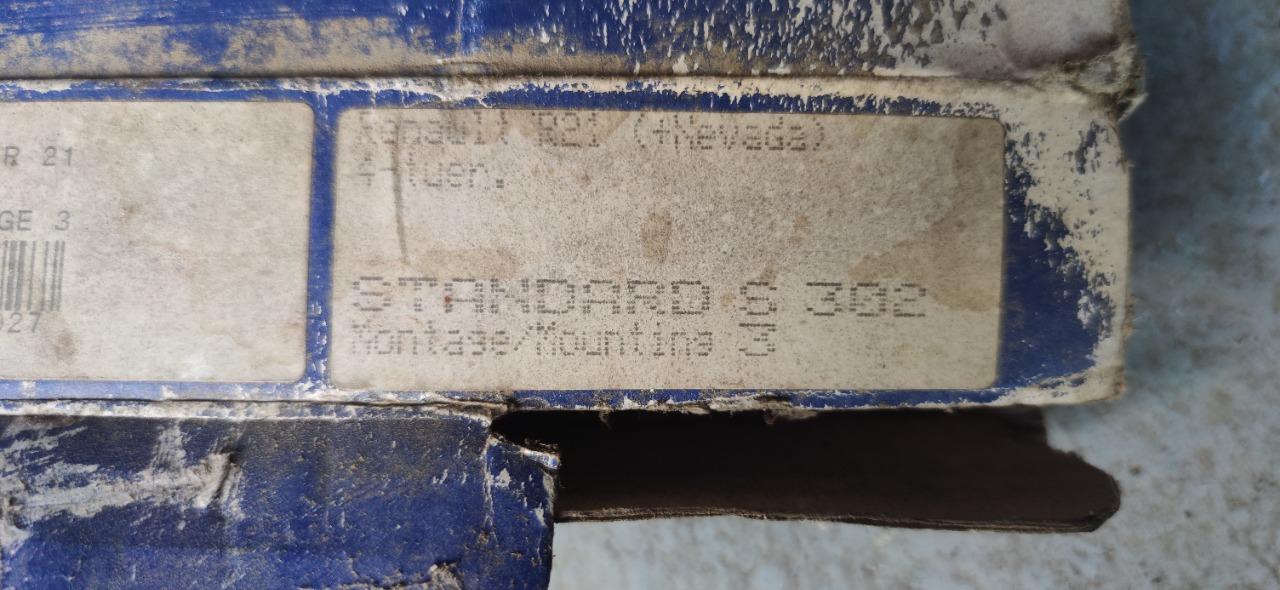 R 21
GE 3
027
Renault R21 (+Nevada)
4-tuer.
STANDARD S 302
Montage/Mounting 3